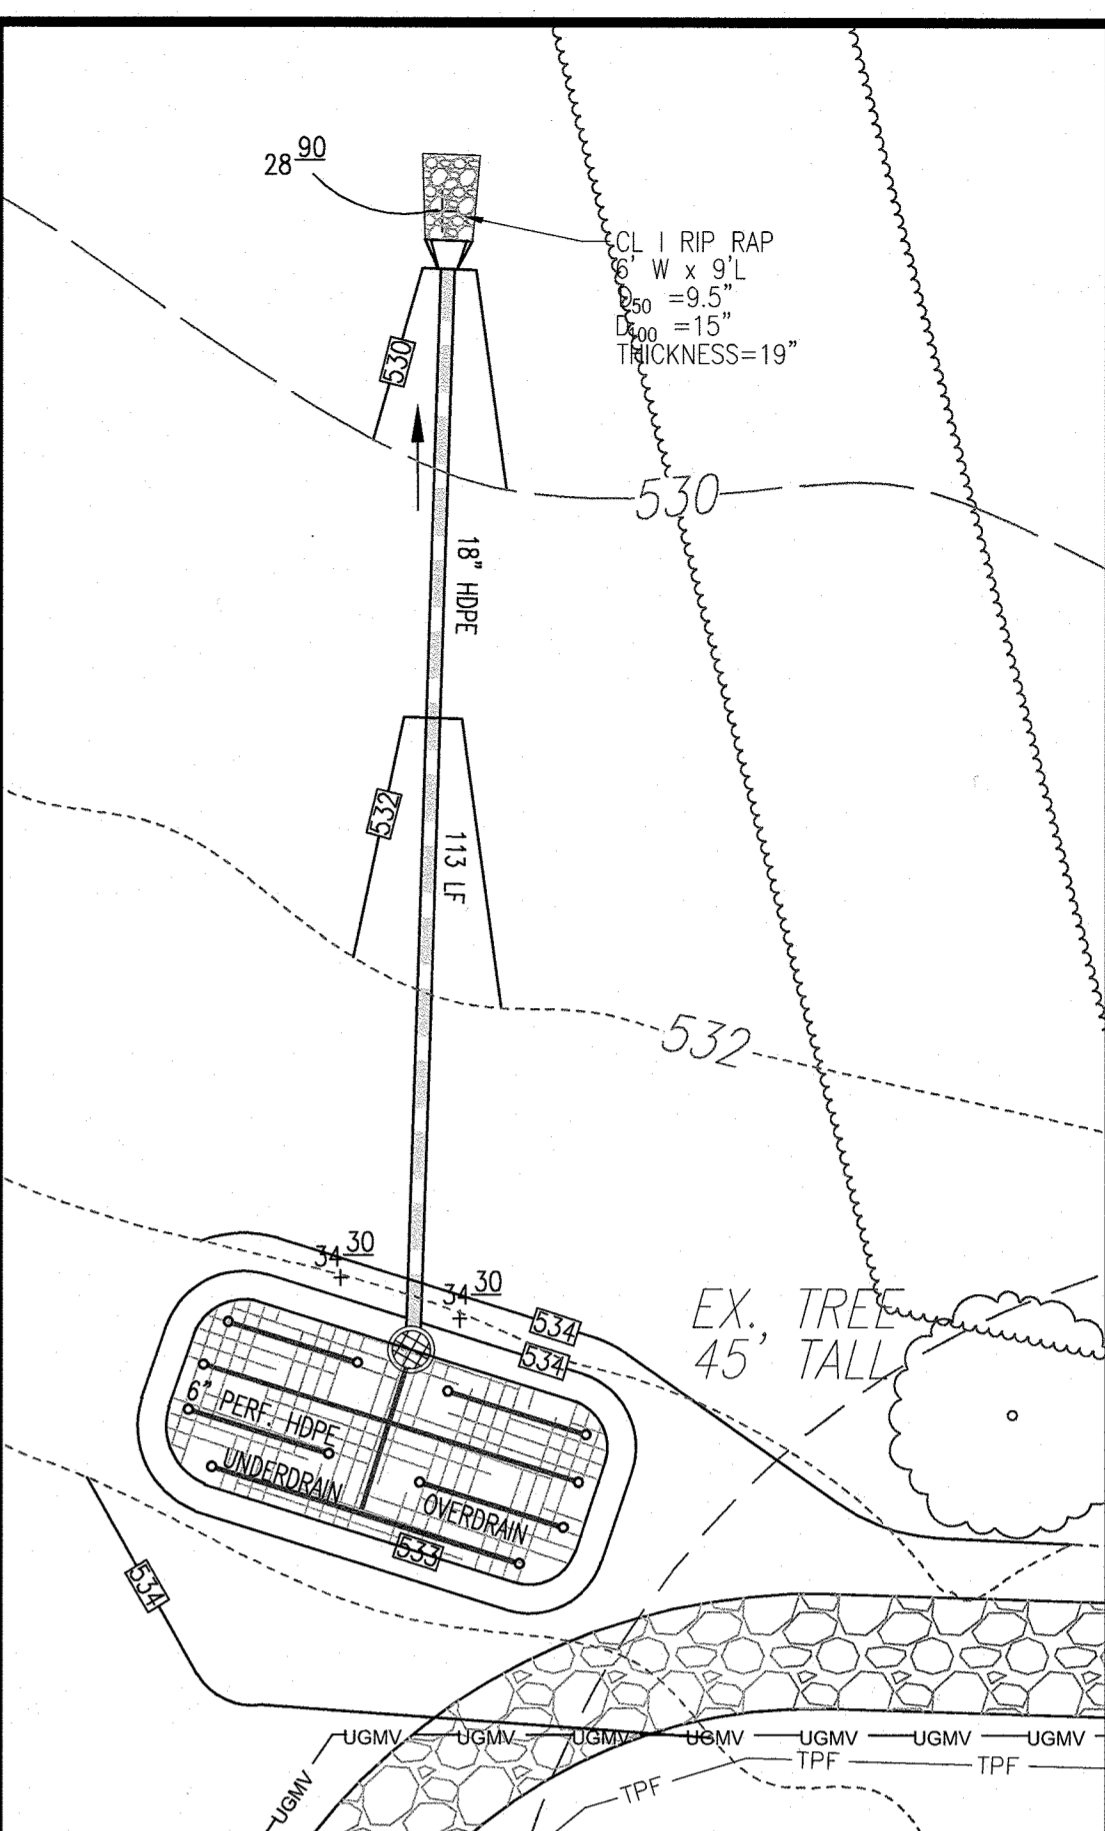 28 90
CL I RIP RAP
6' W x 9'L
D50 =9.5"
D100 =15"
THICKNESS=19"
530
530
18" HDPE
532
113 LF
532
34 30
34 30
534
534
EX. TREE
45' TALL
6" PERF. HDPE
UNDERDRAIN
OVERDRAIN
533
534
UGMV UGMV UGMV UGMV UGMV UGMV UGMV
UGMV
TPF TPF TPF